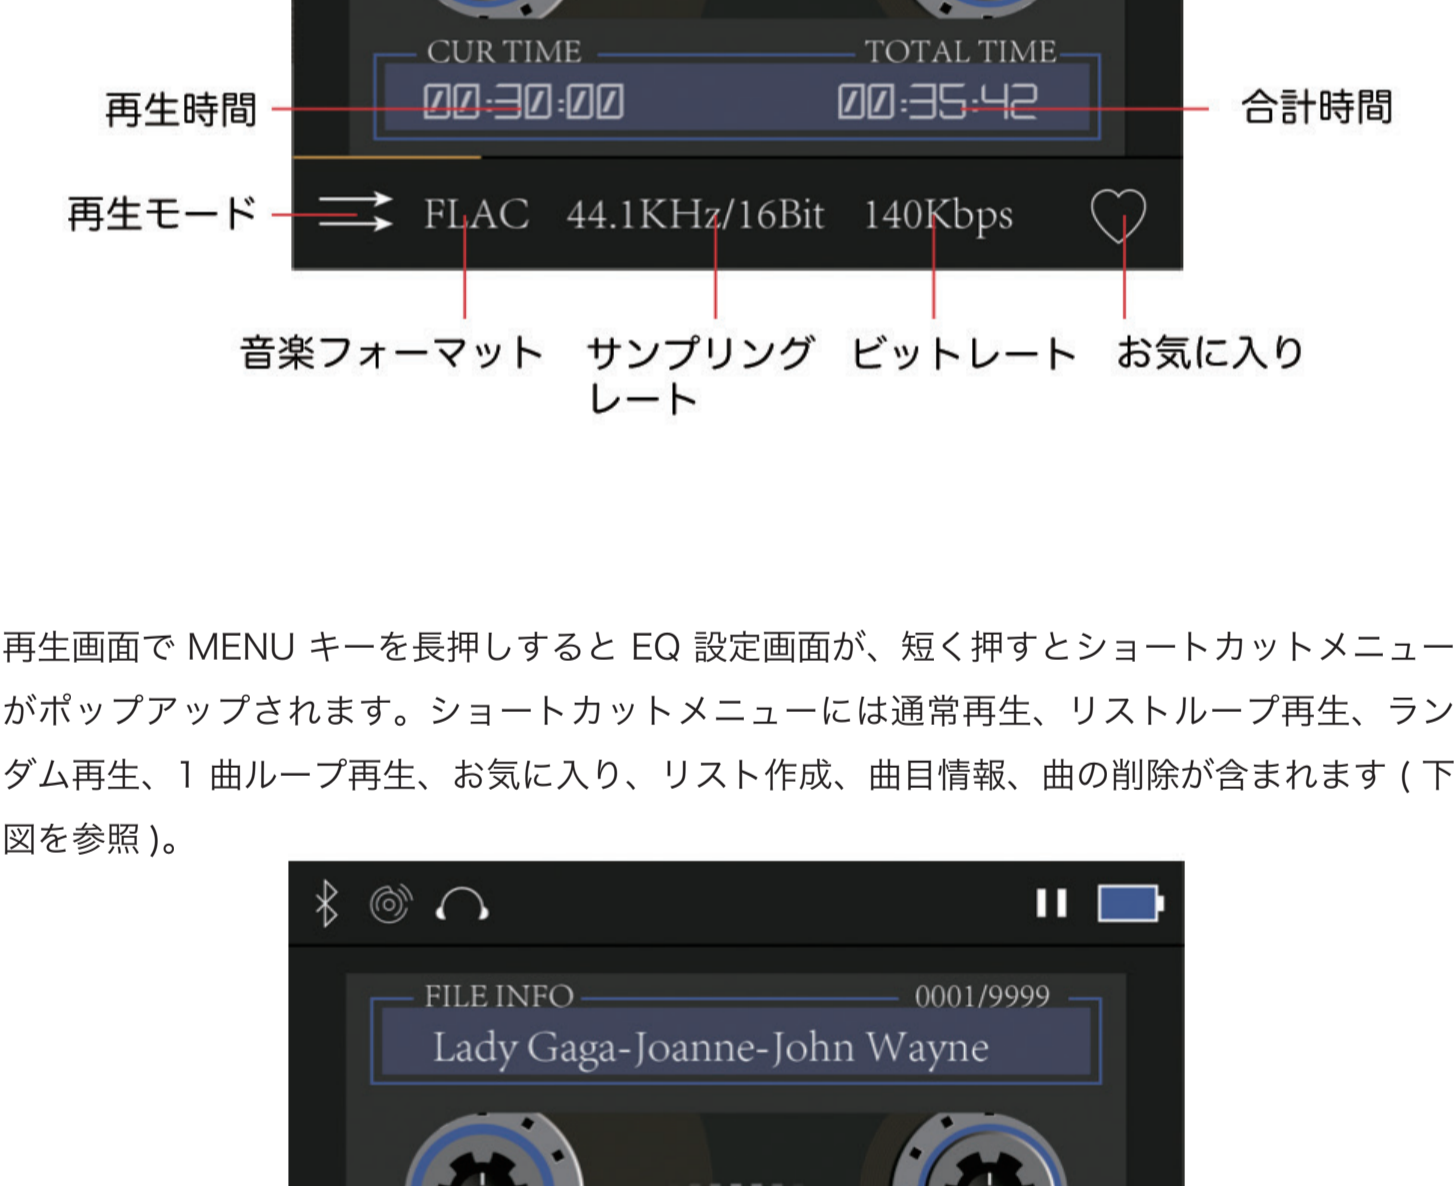 CUR TIME TOTAL TIME
再生時間 00:30:00 00:35:42 合計時間
再生モード FLAC 44.1KHz/16Bit 140Kbps
音楽フォーマット サンプリング ビットレート お気に入り
レート
再生画面で MENU キーを長押しすると EQ 設定画面が、短く押すとショートカットメニュー
がポップアップされます。ショートカットメニューには通常再生、リストループ再生、ラン
ダム再生、1 曲ループ再生、お気に入り、リスト作成、曲目情報、曲の削除が含まれます ( 下
図を参照 )。
FILE INFO 0001/9999
Lady Gaga-Joanne-John Wayne